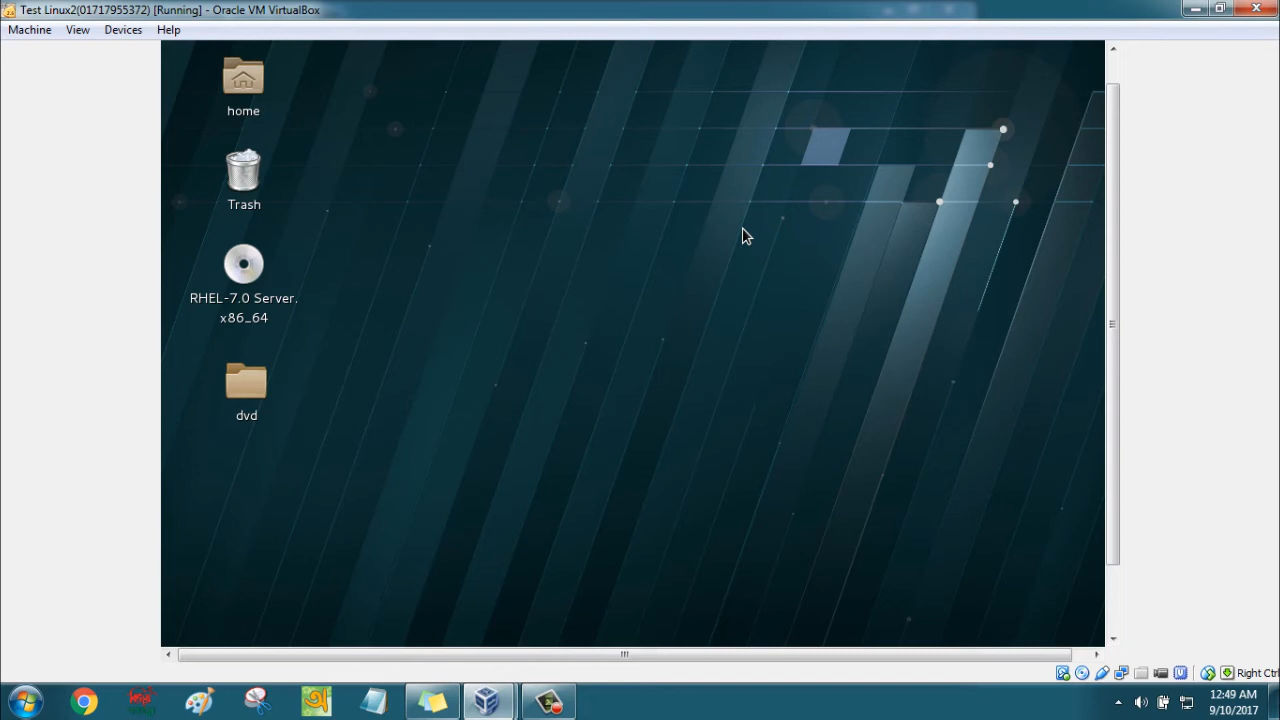 Test Linux2(01717955372) [Running] - Oracle VM VirtualBox
Machine View Devices Help
home
Trash
RHEL-7.0 Server.
x86_64
dvd
Right Ctrl
12:49 AM
9/10/2017